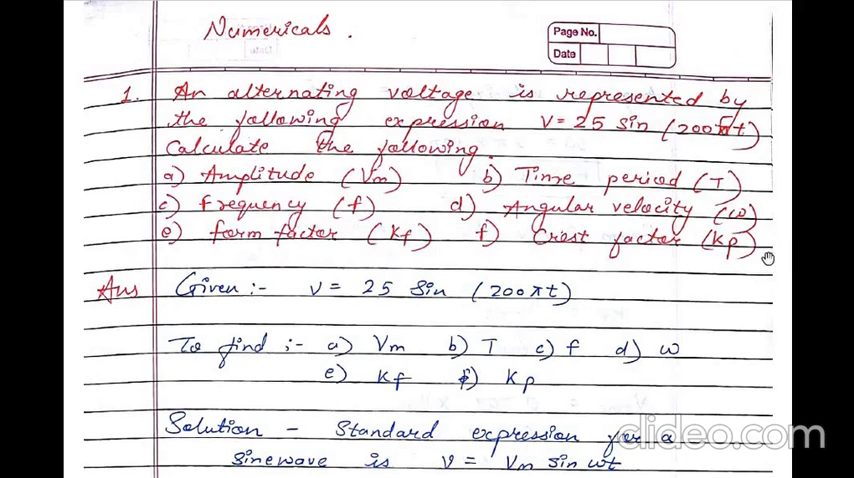 Numericals.
Page No.
Date
1. An alternating voltage is represented by
the following expression V = 25 Sin (200πt)
Calculate the following.
a) Amplitude (Vm) b) Time period (T)
c) Frequency (f) d) Angular velocity (ω)
e) form factor (Kf) f) Crest factor (Kp)
Ans Given :- v = 25 Sin (200πt)
To find :- a) Vm b) T c) f d) ω
e) Kf f) Kp
Solution - Standard expression for a
sinewave is v = Vm sin ωt
clideo.com